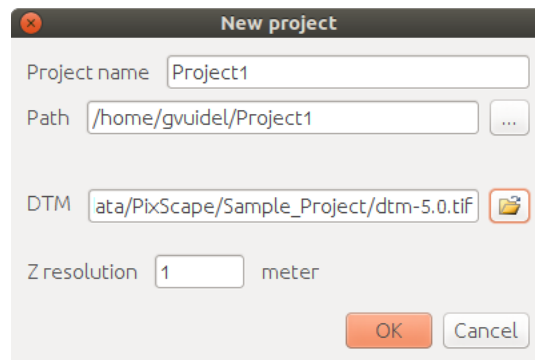 New project
Project name Project1
Path /home/gvuidel/Project1 ...
DTM ata/PixScape/Sample_Project/dtm-5.0.tif
Z resolution 1 meter
OK Cancel